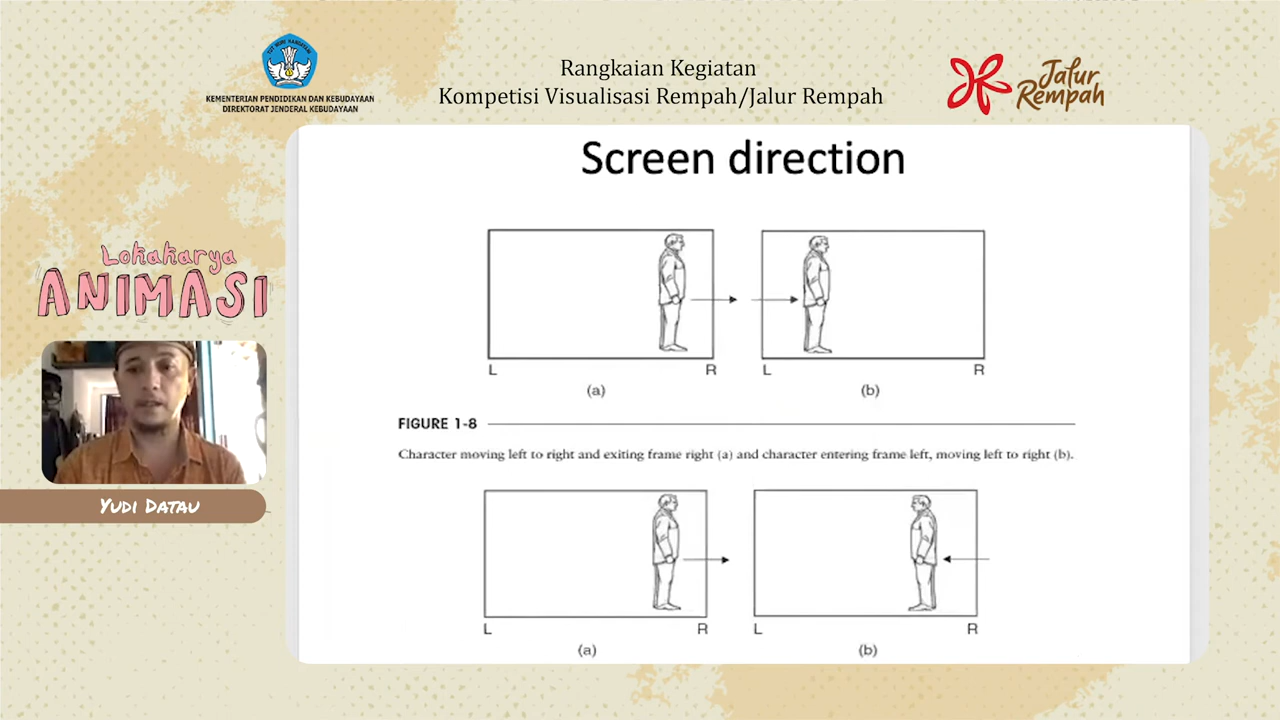 KEMENTERIAN PENDIDIKAN DAN KEBUDAYAAN
DIREKTORAT JENDERAL KEBUDAYAAN
Rangkaian Kegiatan
Kompetisi Visualisasi Rempah/Jalur Rempah
Jalur
Rempah
Screen direction
Lokakarya
ANIMASI
L
R
L
R
(a)
(b)
FIGURE 1-8
Character moving left to right and exiting frame right (a) and character entering frame left, moving left to right (b).
YUDI DATAU
L
R
L
R
(a)
(b)